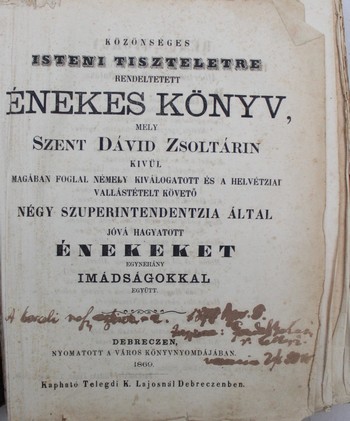 KÖZÖNSÉGES
ISTENI TISZTELETRE
RENDELTETETT
ÉNEKES KÖNYV,
MELY
SZENT DÁVID ZSOLTÁRIN
KIVÜL
MAGÁBAN FOGLAL NÉMELY KIVÁLOGATOTT ÉS A HELVÉTZIAI
VALLÁSTÉTELT KÖVETŐ
NÉGY SZUPERINTENDENTZIA ÁLTAL
JÓVÁ HAGYATOTT
ÉNEKEKET
EGYNEHÁNY
IMÁDSÁGOKKAL
EGYÜTT.
A
DEBRECZEN,
NYOMATOTT A VÁROS KÖNYVNYOMDÁJÁBAN.
1860.
Kapható Telegdi K. Lajosnál Debreczenben.